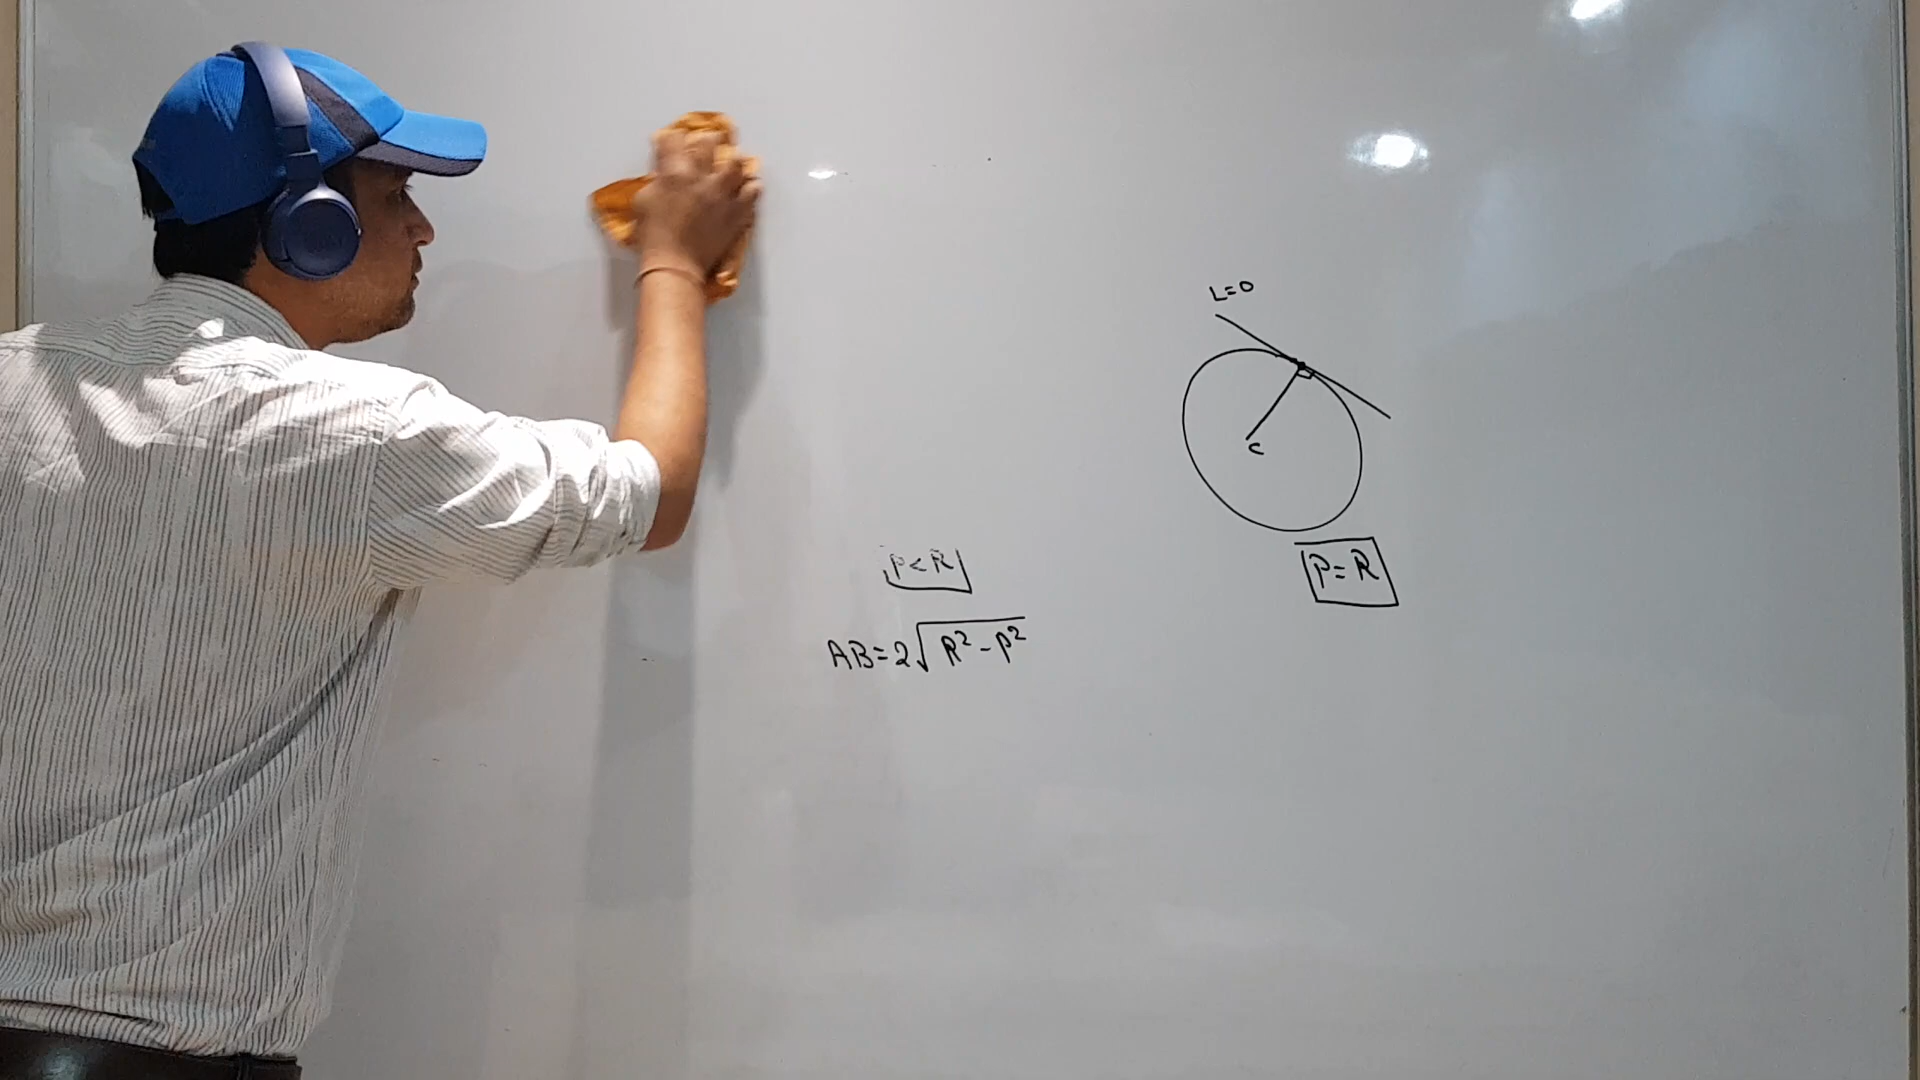 L=0
C
P<R
P=R
AB=2√R²-P²